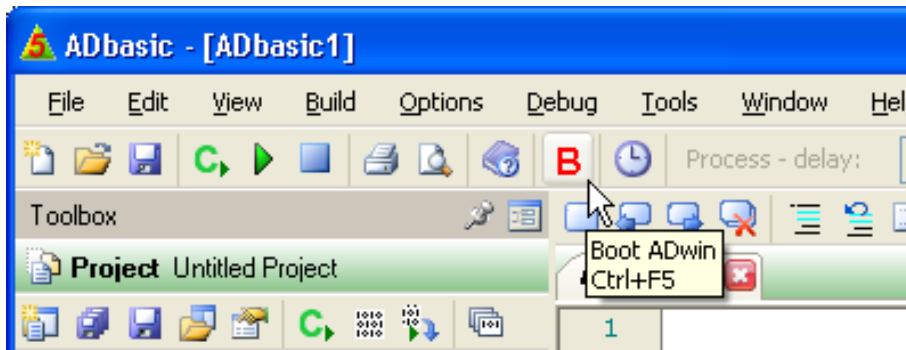 ADbasic - [ADbasic1]
File Edit View Build Options Debug Tools Window Hel
C B Process - delay:
Toolbox
Project Untitled Project
Boot ADwin
Ctrl+F5
C
1